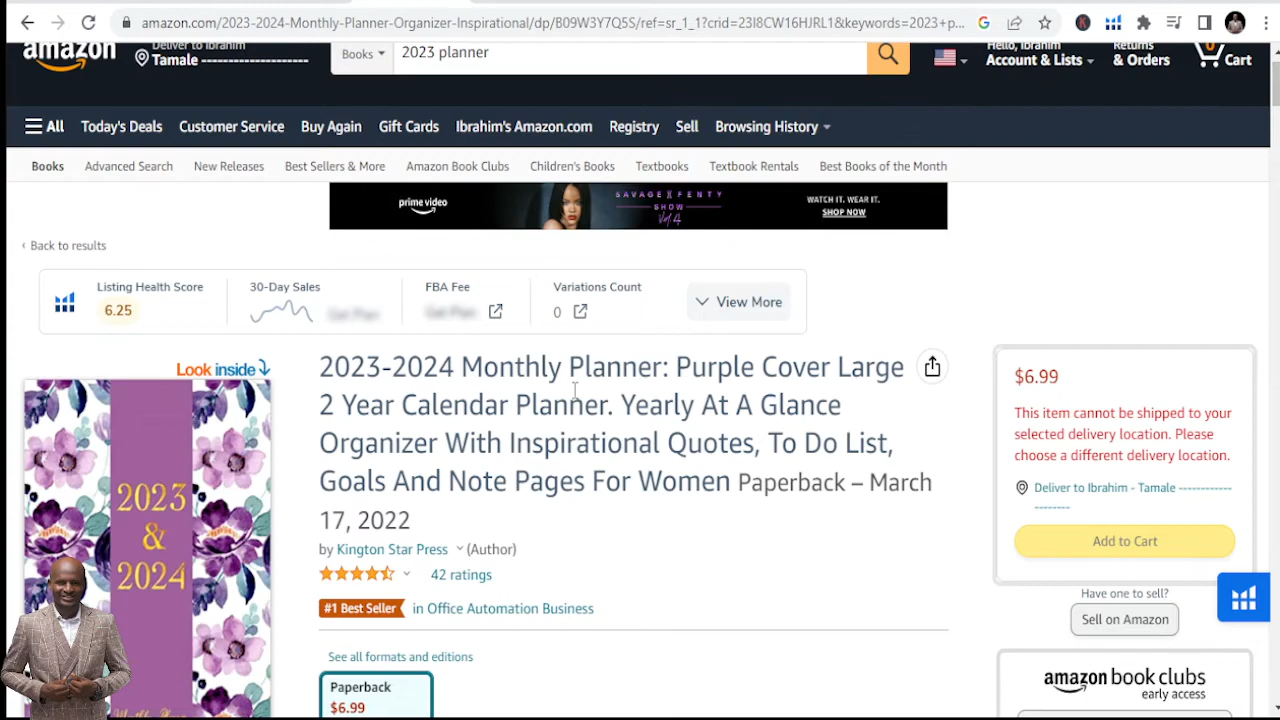 amazon.com/2023-2024-Monthly-Planner-Organizer-Inspirational/dp/B09W3Y7Q5S/ref=sr_1_1?crid=23I8CW16HJRL1&keywords=2023+p...
amazon
Deliver to Ibrahim
Tamale
Books
2023 planner
Hello, Ibrahim
Account & Lists
Returns
& Orders
0
Cart
All
Today's Deals
Customer Service
Buy Again
Gift Cards
Ibrahim's Amazon.com
Registry
Sell
Browsing History
Books
Advanced Search
New Releases
Best Sellers & More
Amazon Book Clubs
Children's Books
Textbooks
Textbook Rentals
Best Books of the Month
prime video
SAVAGE X FENTY
SHOW
Vol 4
WATCH IT. WEAR IT.
SHOP NOW
‹ Back to results
Listing Health Score
6.25
30-Day Sales
Get Plan
FBA Fee
Get Plan
Variations Count
0
View More
Look inside
2023
&
2024
2023-2024 Monthly Planner: Purple Cover Large
2 Year Calendar Planner. Yearly At A Glance
Organizer With Inspirational Quotes, To Do List,
Goals And Note Pages For Women Paperback – March
17, 2022
by Kington Star Press (Author)
42 ratings
#1 Best Seller in Office Automation Business
See all formats and editions
Paperback
$6.99
$6.99
This item cannot be shipped to your
selected delivery location. Please
choose a different delivery location.
Deliver to Ibrahim - Tamale ------------
--------
Add to Cart
Have one to sell?
Sell on Amazon
amazon book clubs
early access